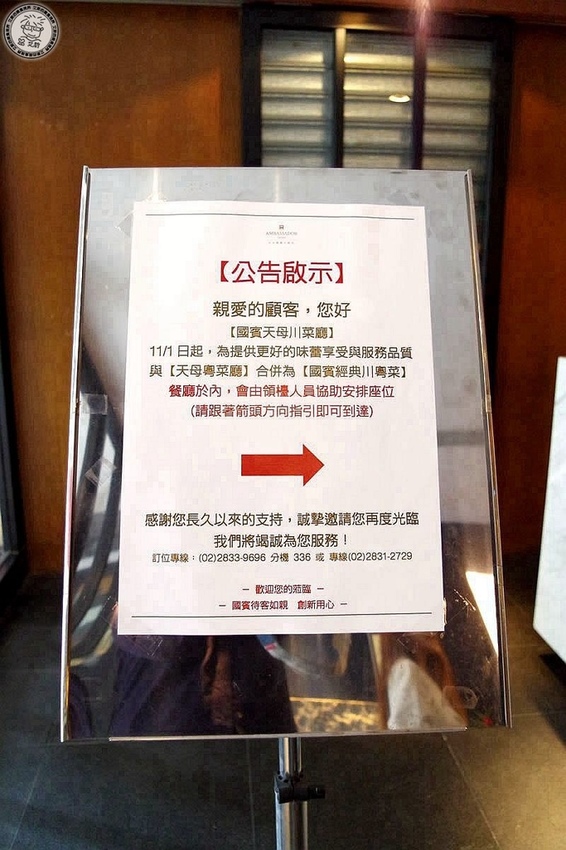 AMBASSADOR
【公告啟示】
親愛的顧客，您好
【國賓天母川菜廳】
11/1 日起，為提供更好的味蕾享受與服務品質
與【天母粵菜廳】合併為【國賓經典川粵菜】
餐廳於內，會由領檯人員協助安排座位
(請跟著箭頭方向指引即可到達)
感謝您長久以來的支持，誠摯邀請您再度光臨
我們將竭誠為您服務！
訂位專線：(02)2833-9696 分機 336 或 專線(02)2831-2729
－ 歡迎您的蒞臨 －
－ 國賓待客如親　創新用心 －